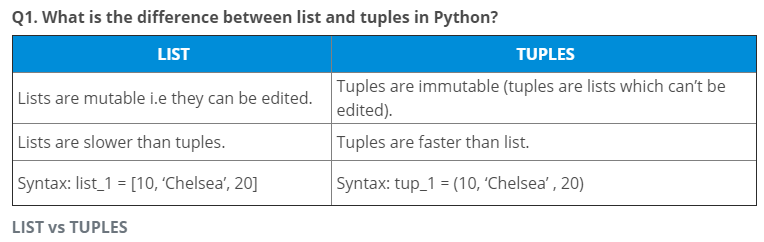 Q1. What is the difference between list and tuples in Python?
LIST
TUPLES
Lists are mutable i.e they can be edited.
Tuples are immutable (tuples are lists which can’t be
edited).
Lists are slower than tuples.
Tuples are faster than list.
Syntax: list_1 = [10, ‘Chelsea’, 20]
Syntax: tup_1 = (10, ‘Chelsea’ , 20)
LIST vs TUPLES